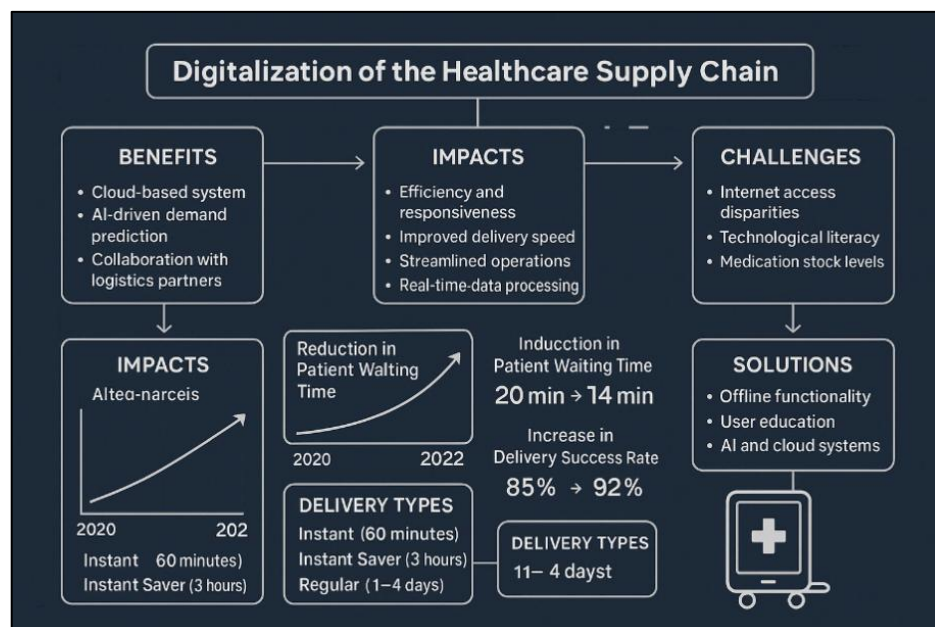 Digitalization of the Healthcare Supply Chain
BENEFITS
• Cloud-based system
• AI-driven demand
prediction
• Collaboration with
logistics partners
IMPACTS
• Efficiency and
responsiveness
• Improved delivery speed
• Streamlined operations
• Real-time-data processing
CHALLENGES
• Internet access
disparities
• Technological literacy
• Medication stock levels
IMPACTS
Altea-narceis
2020 202
Instant 60 minutes)
Instant Saver (3 hours)
Reduction in
Patient Walting
Time
2020 2022
Inducction in
Patient Waiting Time
20 min → 14 min
Increase in
Delivery Success Rate
85% → 92%
DELIVERY TYPES
Instant (60 minutes)
Instant Saver (3 hours)
Regular (1–4 days)
DELIVERY TYPES
11– 4 dayst
SOLUTIONS
• Offline functionality
• User education
• AI and cloud systems